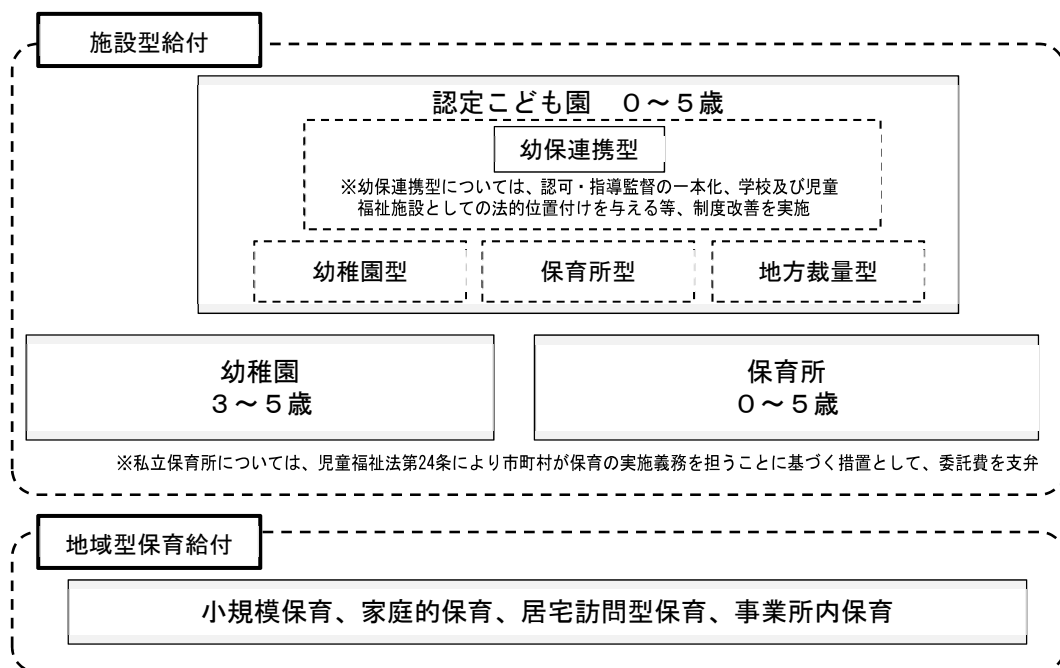 施設型給付
認定こども園　０～５歳
幼保連携型
※幼保連携型については、認可・指導監督の一本化、学校及び児童
福祉施設としての法的位置付けを与える等、制度改善を実施
幼稚園型
保育所型
地方裁量型
幼稚園
３～５歳
保育所
０～５歳
※私立保育所については、児童福祉法第24条により市町村が保育の実施義務を担うことに基づく措置として、委託費を支弁
地域型保育給付
小規模保育、家庭的保育、居宅訪問型保育、事業所内保育